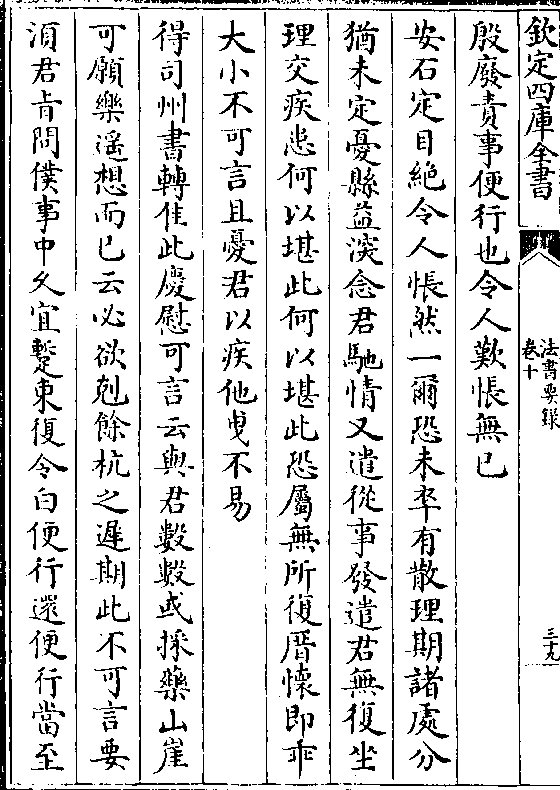 欽定四庫全書
法書要録
卷十
三十九
殷廢責事便行也令人歎悵無已
安石定目絶令人悵然一爾恐未卒有散理期諸處分
猶未定憂縣益深念君馳情又遣從事發遣君無復坐
理交疾患何以堪此何以堪此恐屬無所復厝懷即乖
大小不可言且憂君以疾他曵不易
得司州書轉佳此慶慰可言云與君數數或採藥山崖
可願樂遥想而已云必欲剋餘杭之遲期此不可言要
湏君旨問僕事中久宜蹔東復令白便行還便行當至